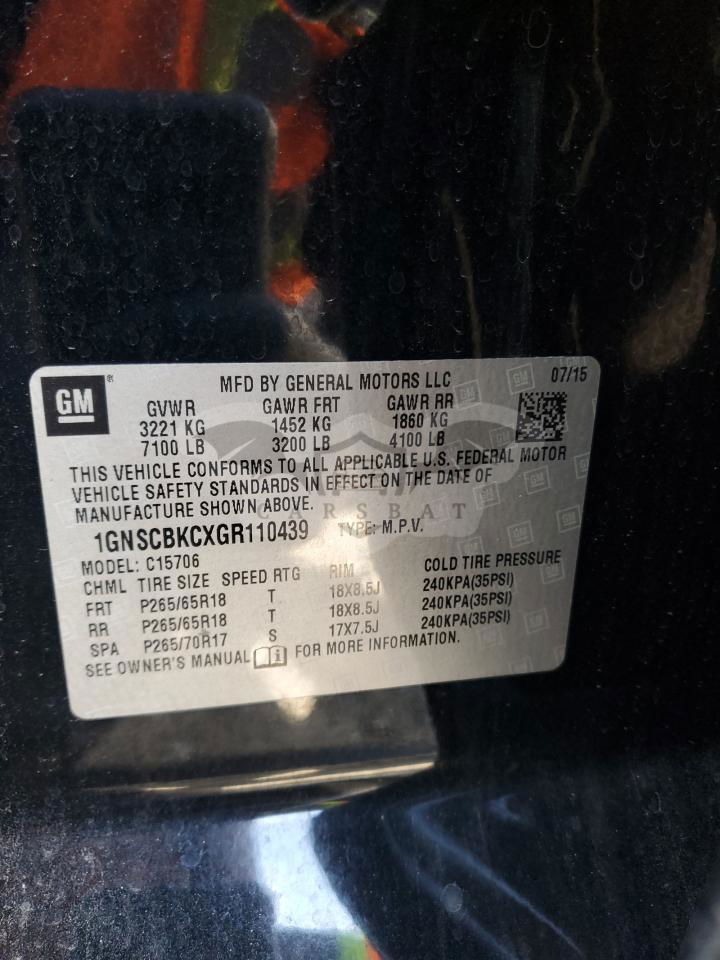 GM
MFD BY GENERAL MOTORS LLC 07/15
GVWR GAWR FRT GAWR RR
3221 KG 1452 KG 1860 KG
7100 LB 3200 LB 4100 LB
THIS VEHICLE CONFORMS TO ALL APPLICABLE U.S. FEDERAL MOTOR
VEHICLE SAFETY STANDARDS IN EFFECT ON THE DATE OF
MANUFACTURE SHOWN ABOVE.
CARSBAT
1GNSCBKCXGR110439 TYPE: M.P.V.
MODEL: C15706
CHML TIRE SIZE SPEED RTG RIM COLD TIRE PRESSURE
FRT P265/65R18 T 18X8.5J 240KPA(35PSI)
RR P265/65R18 T 18X8.5J 240KPA(35PSI)
SPA P265/70R17 S 17X7.5J 240KPA(35PSI)
SEE OWNER'S MANUAL FOR MORE INFORMATION.